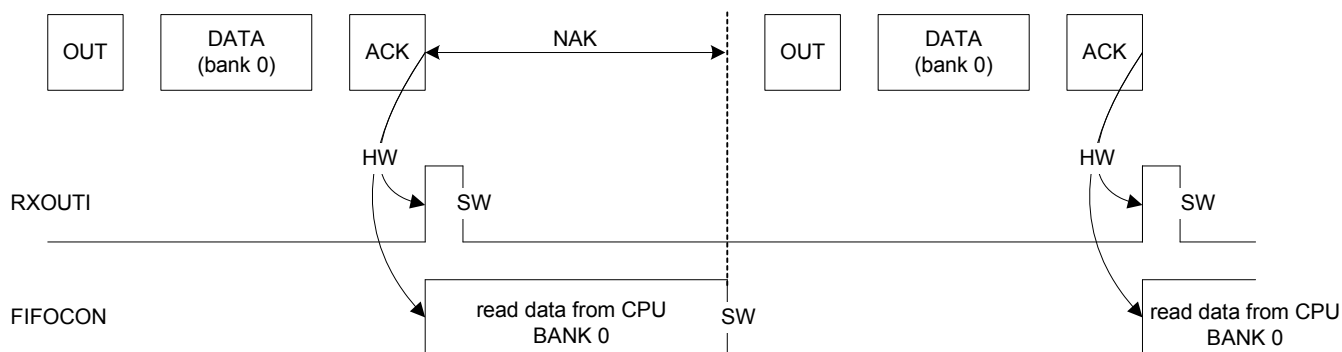 OUT
DATA
(bank 0)
ACK
NAK
OUT
DATA
(bank 0)
ACK
HW
HW
RXOUTI
SW
SW
FIFOCON
read data from CPU
BANK 0
SW
read data from CPU
BANK 0